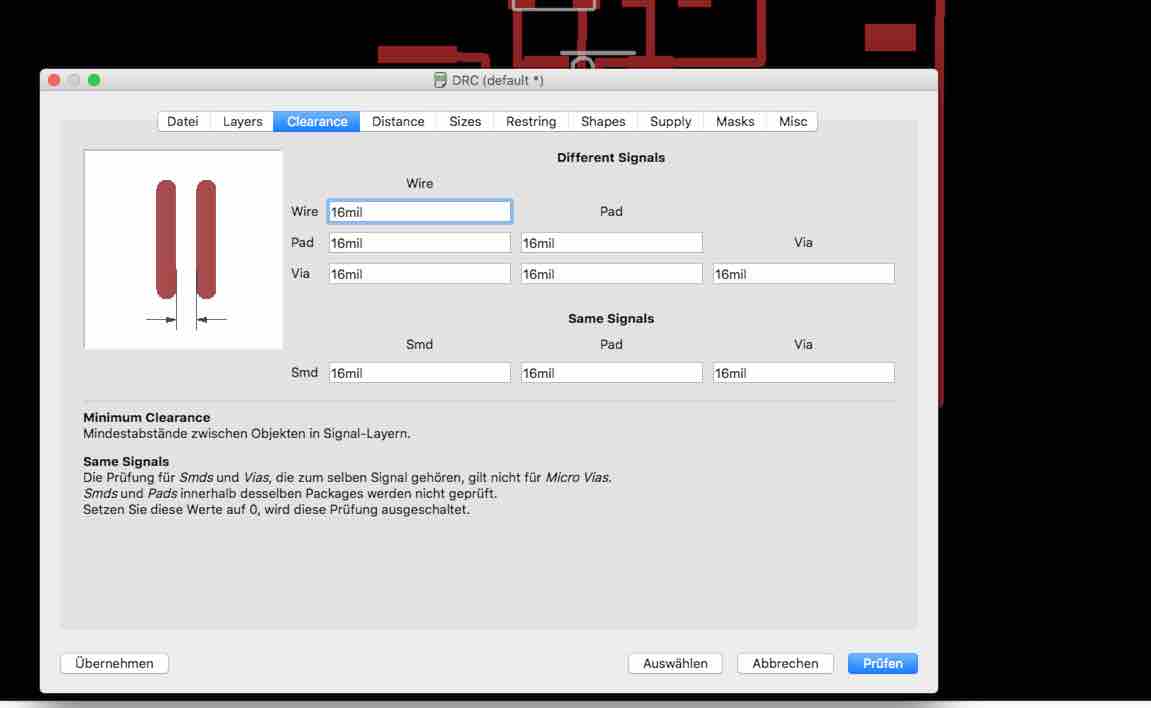 DRC (default *)
Datei Layers Clearance Distance Sizes Restring Shapes Supply Masks Misc
Different Signals
Wire
Wire 16mil Pad
Pad 16mil 16mil Via
Via 16mil 16mil 16mil
Same Signals
Smd Pad Via
Smd 16mil 16mil 16mil
Minimum Clearance
Mindestabstände zwischen Objekten in Signal-Layern.
Same Signals
Die Prüfung für Smds und Vias, die zum selben Signal gehören, gilt nicht für Micro Vias.
Smds und Pads innerhalb desselben Packages werden nicht geprüft.
Setzen Sie diese Werte auf 0, wird diese Prüfung ausgeschaltet.
Übernehmen Auswählen Abbrechen Prüfen